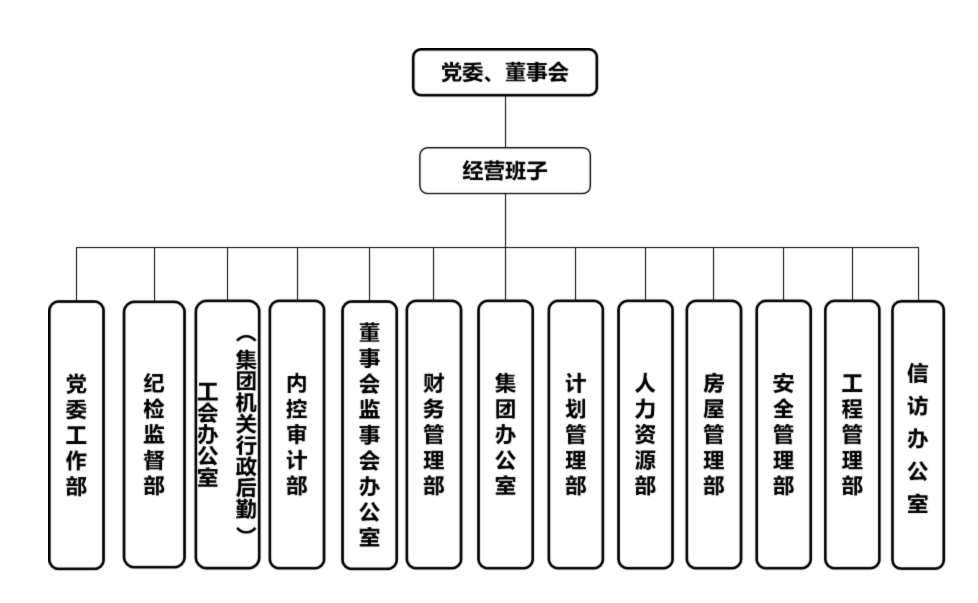 党委、董事会
经营班子
党委工作部
纪检监督部
工会办公室
（集团机关行政后勤）
内控审计部
董事会监事会办公室
财务管理部
集团办公室
计划管理部
人力资源部
房屋管理部
安全管理部
工程管理部
信访办公室